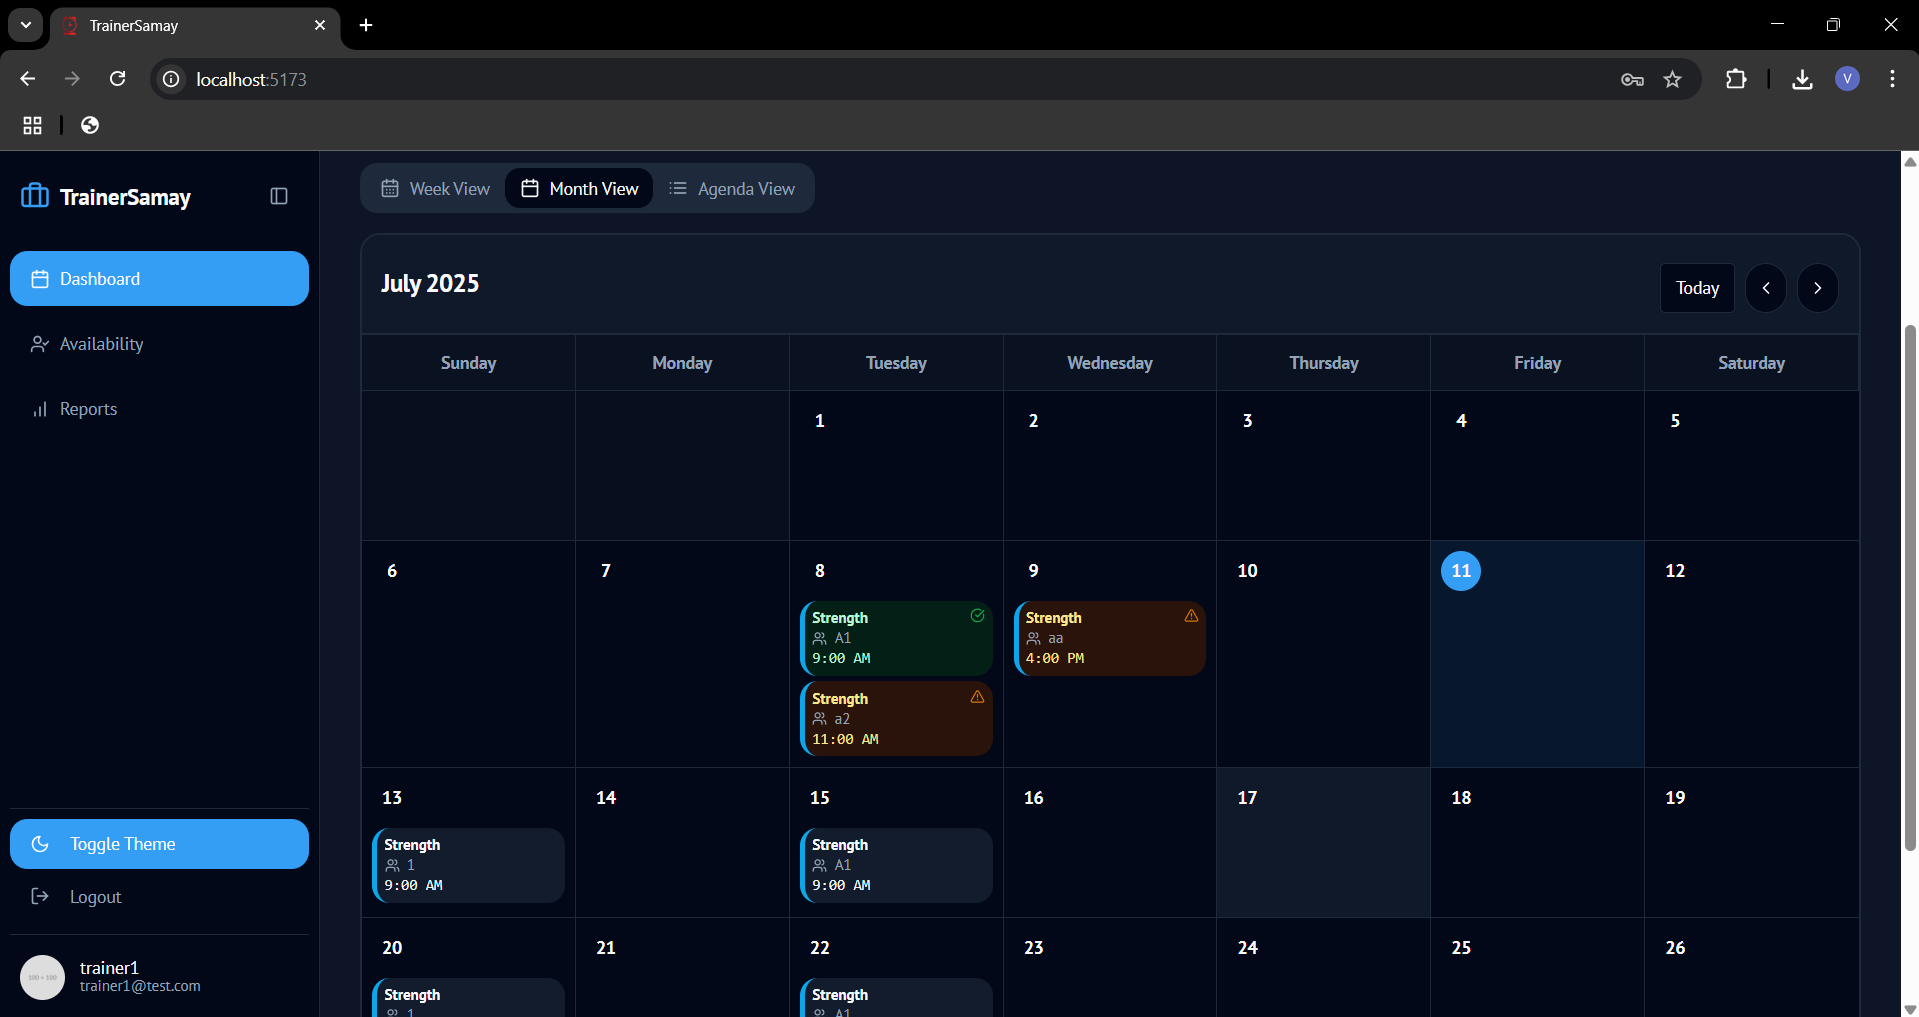 TrainerSamay
localhost:5173
V
TrainerSamay
Dashboard
Availability
Reports
Toggle Theme
Logout
100 × 100
trainer1
trainer1@test.com
Week View
Month View
Agenda View
July 2025
Today
Sunday Monday Tuesday Wednesday Thursday Friday Saturday
1 2 3 4 5
6 7 8 9 10 11 12
Strength
A1
9:00 AM
Strength
a2
11:00 AM
Strength
aa
4:00 PM
13 14 15 16 17 18 19
Strength
1
9:00 AM
Strength
A1
9:00 AM
20 21 22 23 24 25 26
Strength
1
Strength
A1